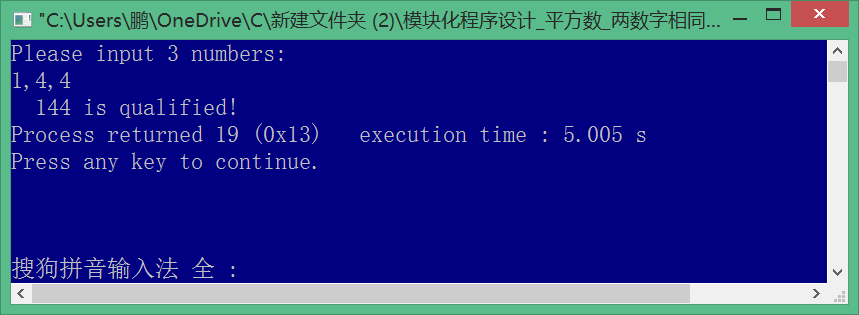 "C:\Users\鹏\OneDrive\C\新建文件夹 (2)\模块化程序设计_平方数_两数字相同...
Please input 3 numbers:
1,4,4
  144 is qualified!
Process returned 19 (0x13)   execution time : 5.005 s
Press any key to continue.
搜狗拼音输入法 全 :